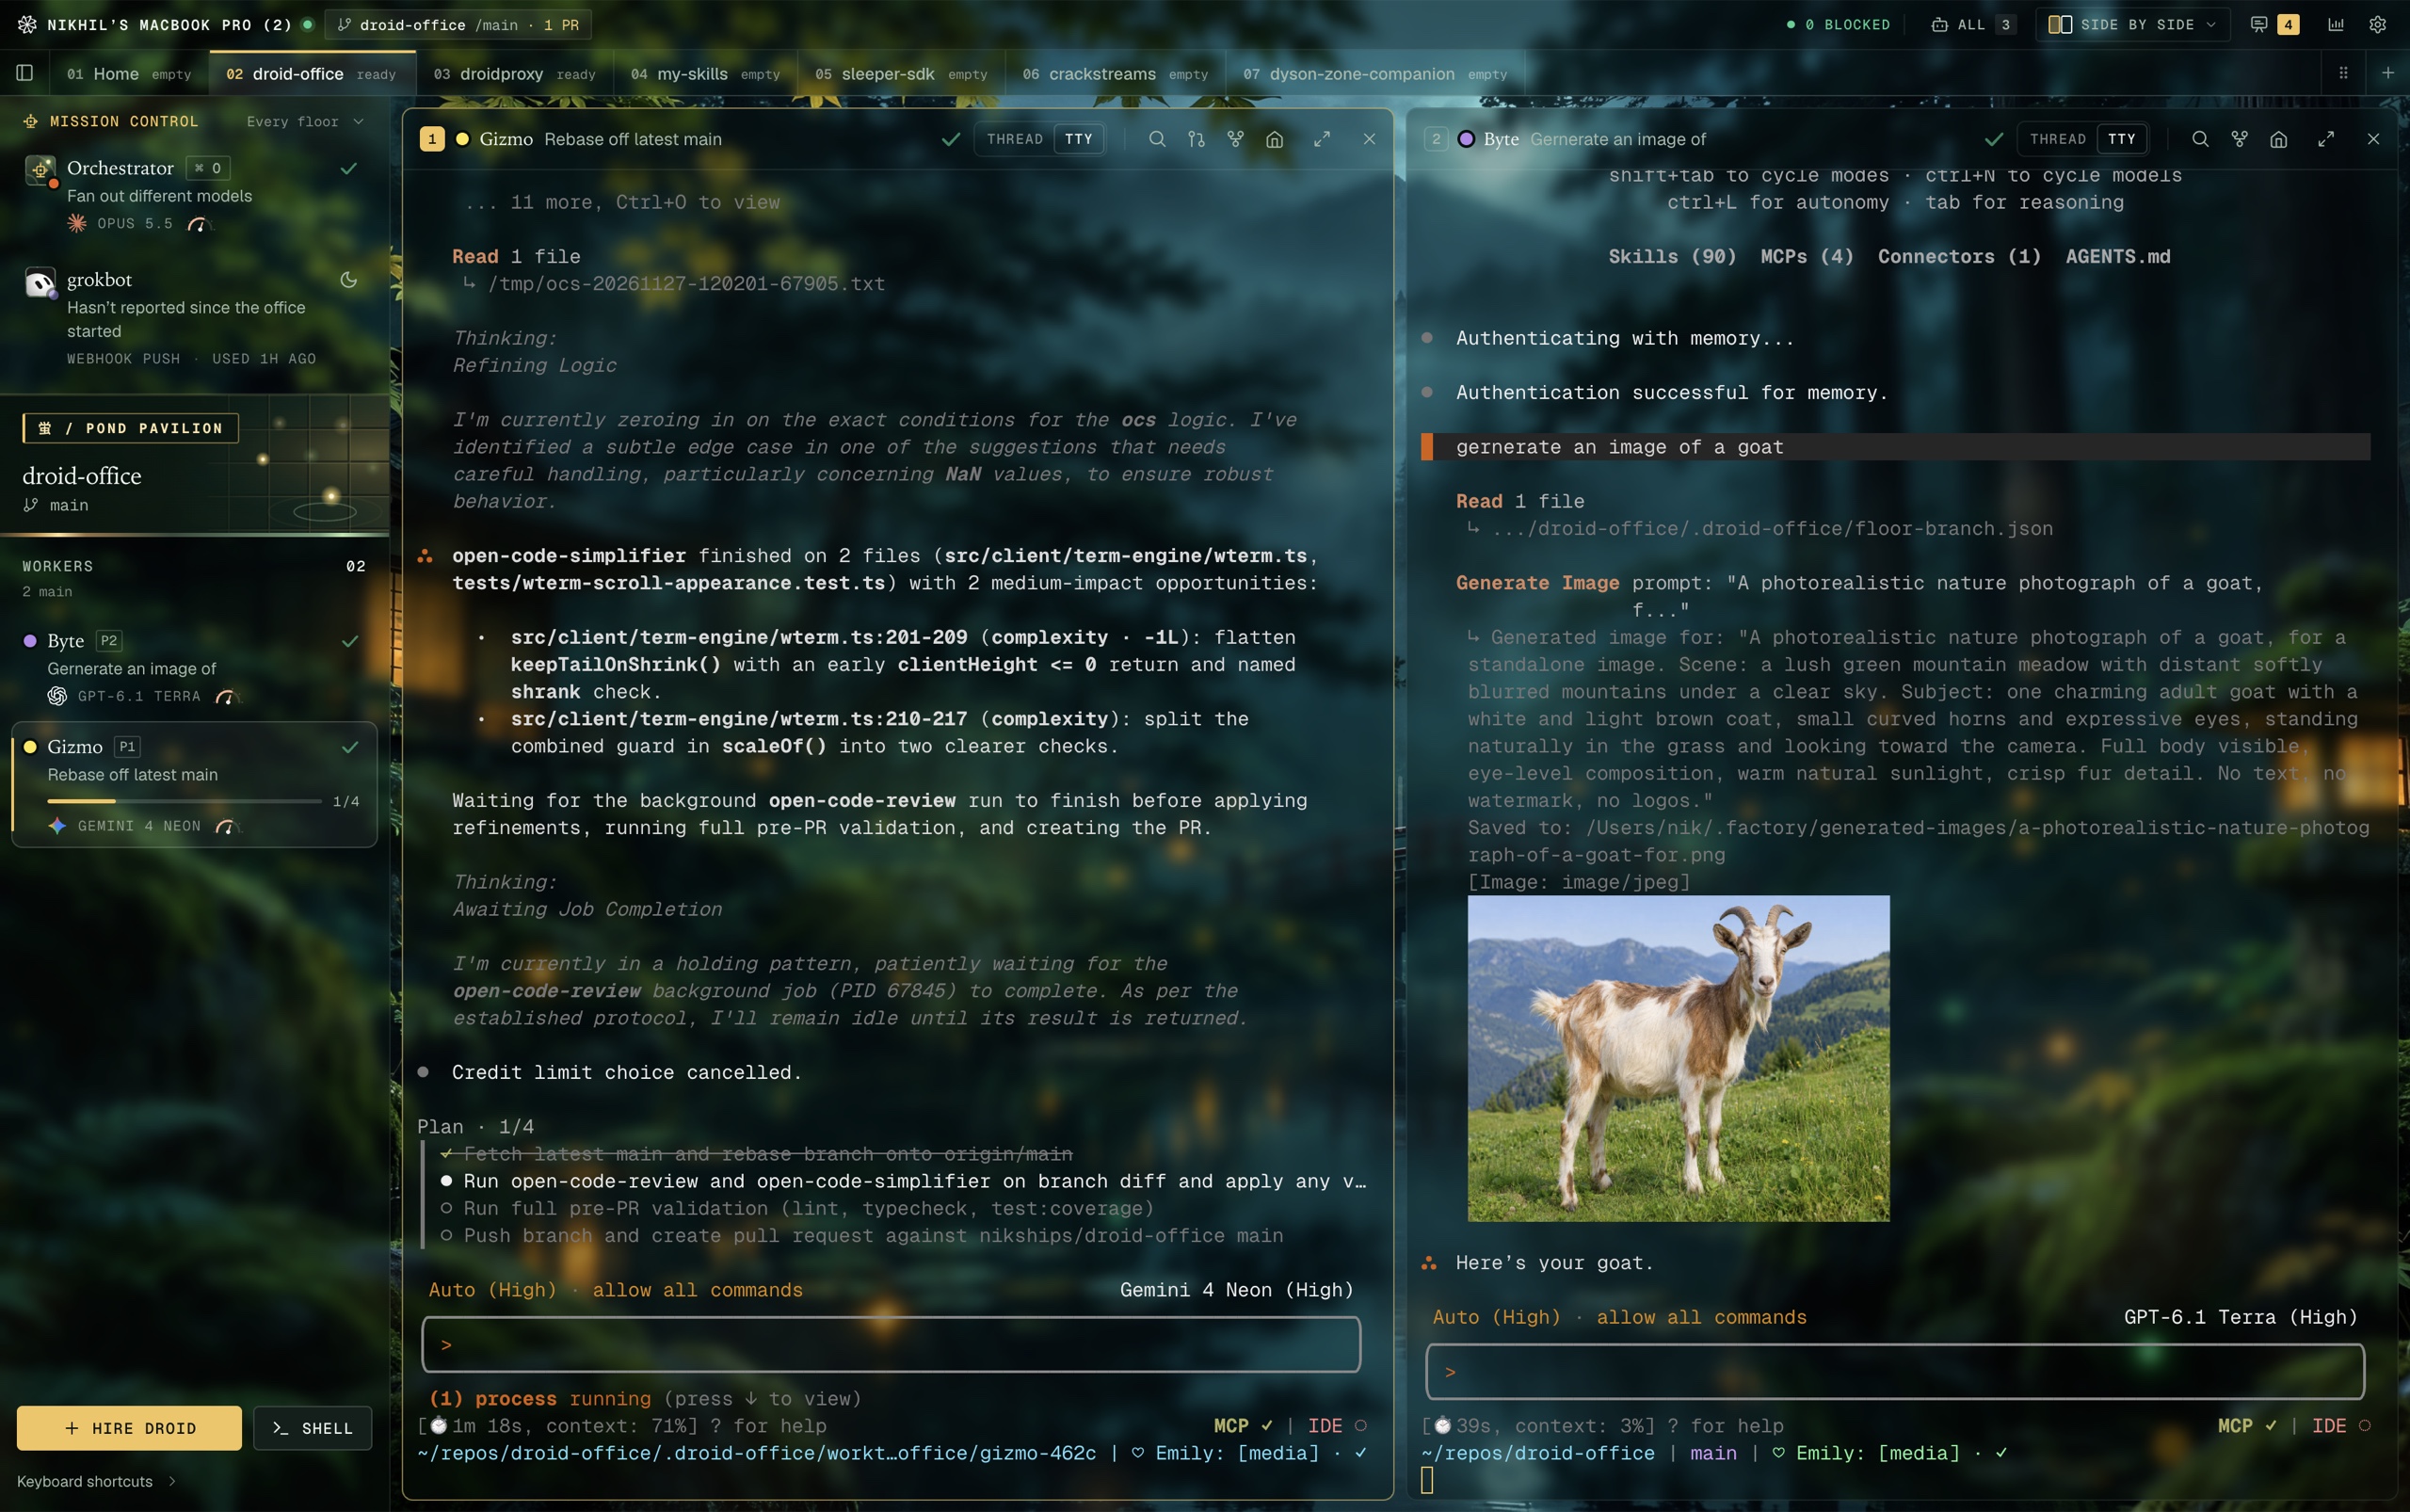 NIKHIL’S MACBOOK PRO (2)
droid-office /main · 1 PR
0 BLOCKED
ALL 3
SIDE BY SIDE
4
01 Home empty
02 droid-office ready
03 droidproxy ready
04 my-skills empty
05 sleeper-sdk empty
06 crackstreams empty
07 dyson-zone-companion empty
MISSION CONTROL
Every floor
Orchestrator ⌘ 0
Fan out different models
OPUS 5.5
grokbot
Hasn’t reported since the office
started
WEBHOOK PUSH · USED 1H AGO
蛍 / POND PAVILION
droid-office
main
WORKERS 02
2 main
Byte P2
Gernerate an image of
GPT-6.1 TERRA
Gizmo P1
Rebase off latest main
1/4
GEMINI 4 NEON
+ HIRE DROID
SHELL
Keyboard shortcuts
1 Gizmo Rebase off latest main
THREAD TTY
... 11 more, Ctrl+O to view
Read 1 file
↳ /tmp/ocs-20261127-120201-67905.txt
Thinking:
Refining Logic
I'm currently zeroing in on the exact conditions for the ocs logic. I've
identified a subtle edge case in one of the suggestions that needs
careful handling, particularly concerning NaN values, to ensure robust
behavior.
open-code-simplifier finished on 2 files (src/client/term-engine/wterm.ts,
tests/wterm-scroll-appearance.test.ts) with 2 medium-impact opportunities:
• src/client/term-engine/wterm.ts:201-209 (complexity · -1L): flatten
keepTailOnShrink() with an early clientHeight <= 0 return and named
shrank check.
• src/client/term-engine/wterm.ts:210-217 (complexity): split the
combined guard in scaleOf() into two clearer checks.
Waiting for the background open-code-review run to finish before applying
refinements, running full pre-PR validation, and creating the PR.
Thinking:
Awaiting Job Completion
I'm currently in a holding pattern, patiently waiting for the
open-code-review background job (PID 67845) to complete. As per the
established protocol, I'll remain idle until its result is returned.
Credit limit choice cancelled.
Plan · 1/4
✓ Fetch latest main and rebase branch onto origin/main
● Run open-code-review and open-code-simplifier on branch diff and apply any v…
○ Run full pre-PR validation (lint, typecheck, test:coverage)
○ Push branch and create pull request against nikships/droid-office main
Auto (High) · allow all commands
Gemini 4 Neon (High)
>
(1) process running (press ↓ to view)
[⏱1m 18s, context: 71%] ? for help
MCP ✓ | IDE ○
~/repos/droid-office/.droid-office/workt…office/gizmo-462c | ♡ Emily: [media] · ✓
2 Byte Gernerate an image of
THREAD TTY
shift+tab to cycle modes · ctrl+N to cycle models
ctrl+L for autonomy · tab for reasoning
Skills (90) MCPs (4) Connectors (1) AGENTS.md
Authenticating with memory...
Authentication successful for memory.
gernerate an image of a goat
Read 1 file
↳ .../droid-office/.droid-office/floor-branch.json
Generate Image prompt: "A photorealistic nature photograph of a goat,
f..."
↳ Generated image for: "A photorealistic nature photograph of a goat, for a
standalone image. Scene: a lush green mountain meadow with distant softly
blurred mountains under a clear sky. Subject: one charming adult goat with a
white and light brown coat, small curved horns and expressive eyes, standing
naturally in the grass and looking toward the camera. Full body visible,
eye-level composition, warm natural sunlight, crisp fur detail. No text, no
watermark, no logos."
Saved to: /Users/nik/.factory/generated-images/a-photorealistic-nature-photog
raph-of-a-goat-for.png
[Image: image/jpeg]
Here’s your goat.
Auto (High) · allow all commands
GPT-6.1 Terra (High)
>
[⏱39s, context: 3%] ? for help
MCP ✓ | IDE ○
~/repos/droid-office | main | ♡ Emily: [media] · ✓